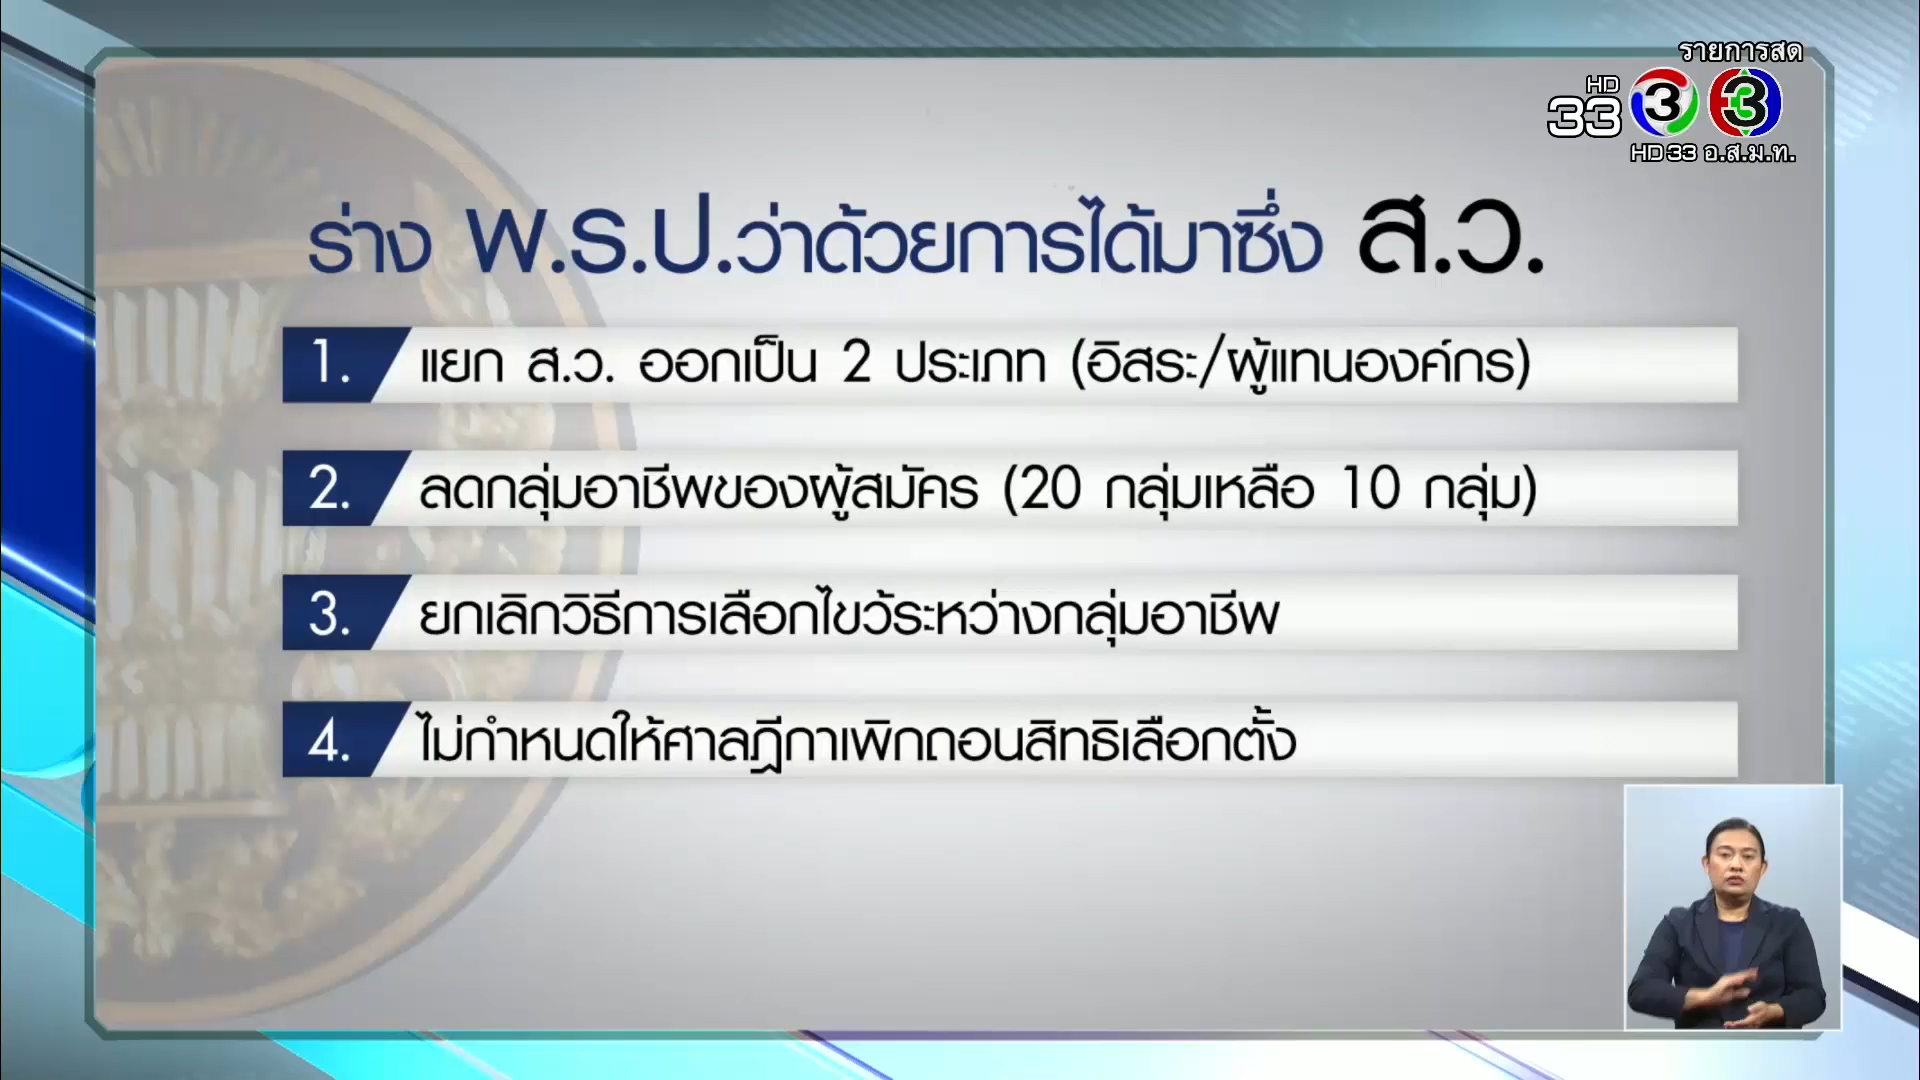 รายการสด
HD
33 3 3
HD 33 อ.ส.ม.ท.
ร่าง พ.ร.ป.ว่าด้วยการได้มาซึ่ง ส.ว.
1. แยก ส.ว. ออกเป็น 2 ประเภท (อิสระ/ผู้แทนองค์กร)
2. ลดกลุ่มอาชีพของผู้สมัคร (20 กลุ่มเหลือ 10 กลุ่ม)
3. ยกเลิกวิธีการเลือกไขว้ระหว่างกลุ่มอาชีพ
4. ไม่กำหนดให้ศาลฎีกาเพิกถอนสิทธิเลือกตั้ง